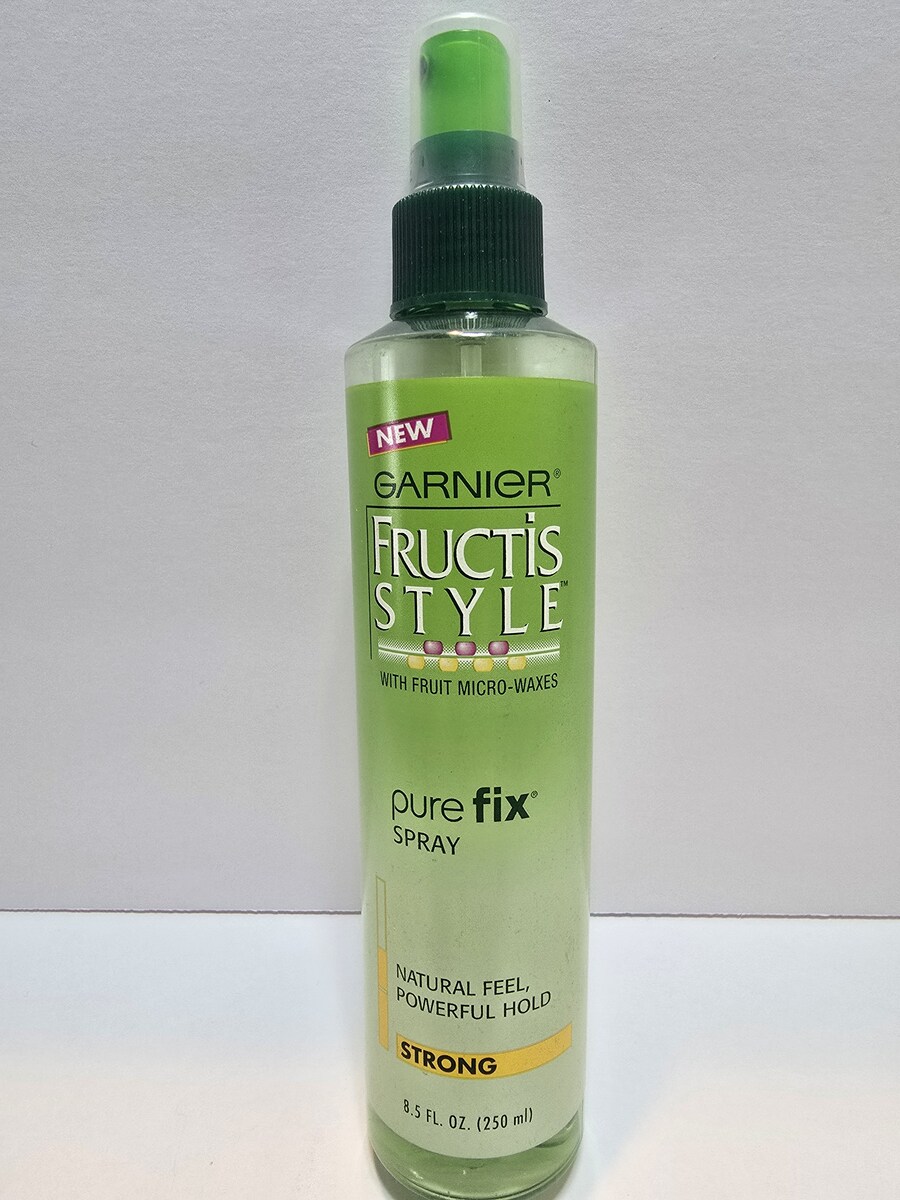 NEW
GARNIER®
FRUCTIS
STYLE™
WITH FRUIT MICRO-WAXES
pure fix®
SPRAY
NATURAL FEEL,
POWERFUL HOLD
STRONG
8.5 FL. OZ. (250 ml)